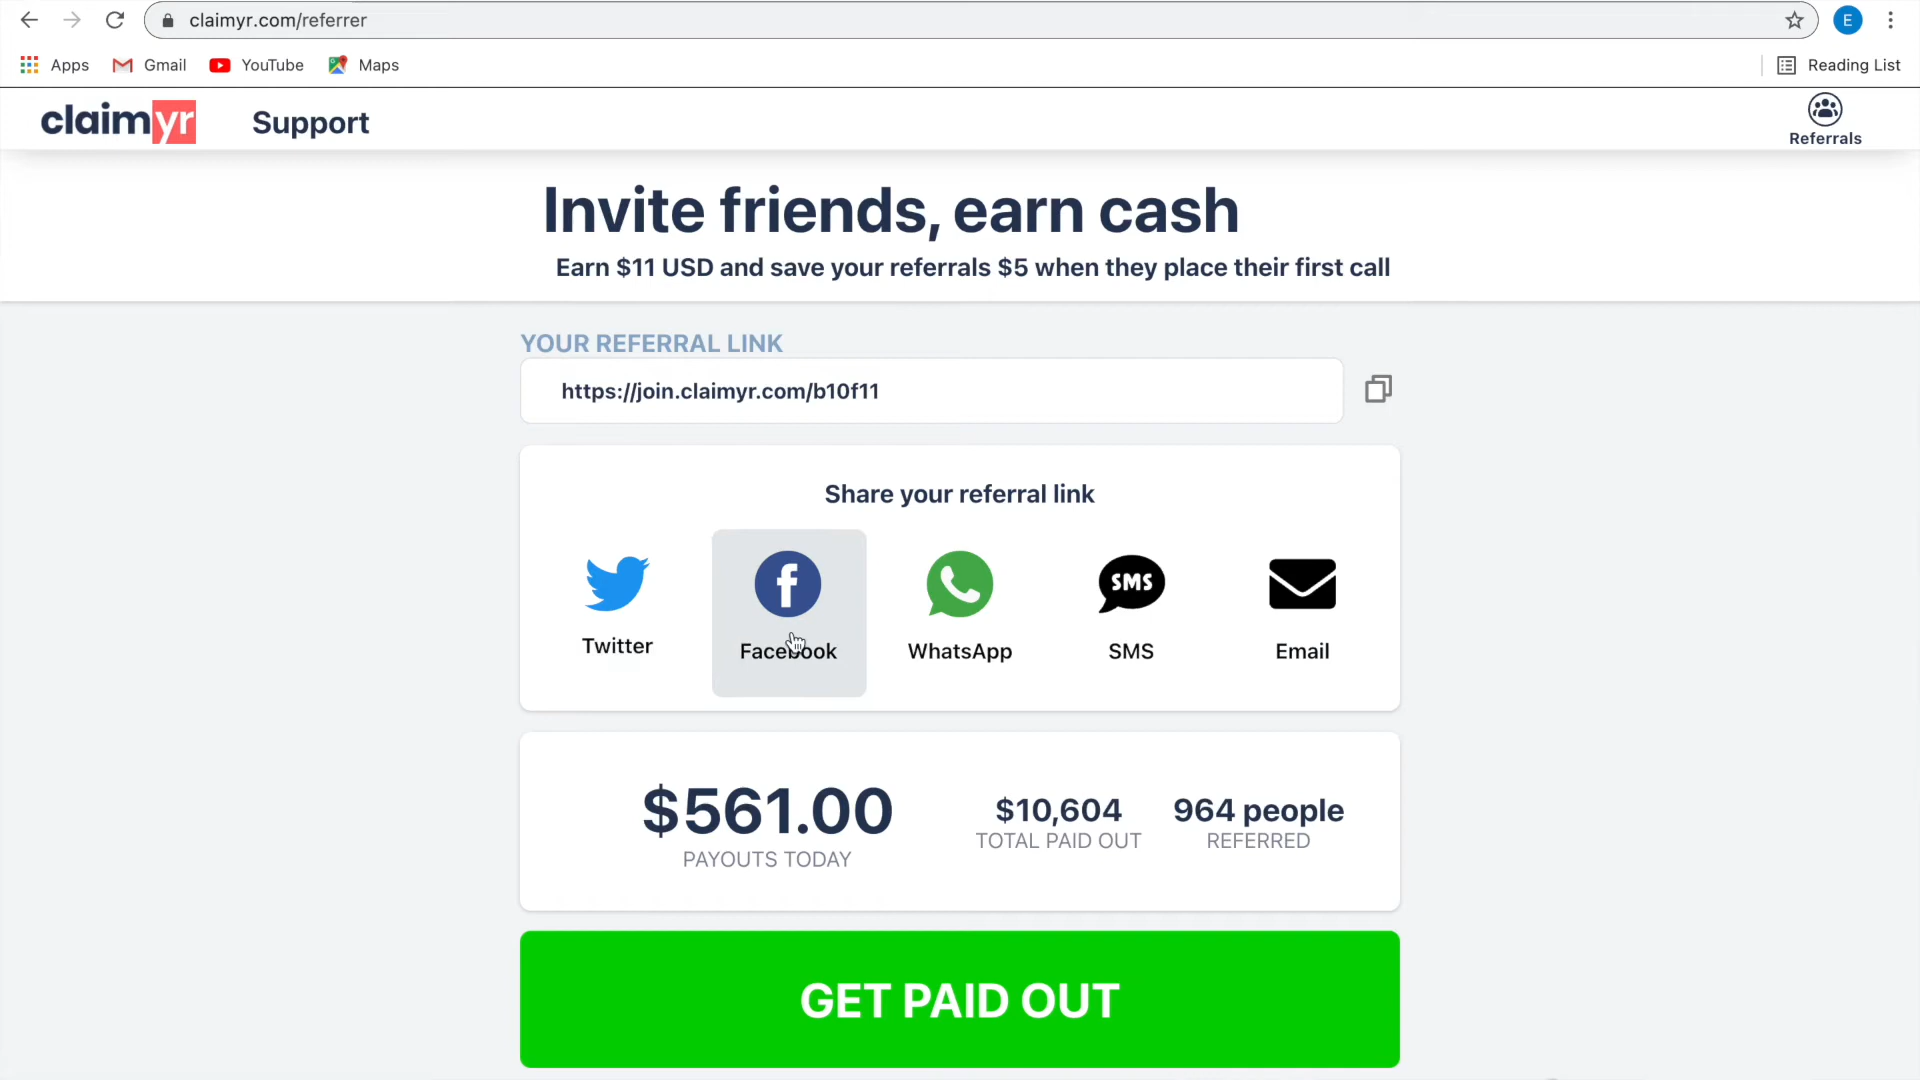 claimyr.com/referrer
E
Apps
Gmail
YouTube
Maps
Reading List
claimyr
Support
Referrals
Invite friends, earn cash
Earn $11 USD and save your referrals $5 when they place their first call
YOUR REFERRAL LINK
https://join.claimyr.com/b10f11
Share your referral link
SMS
Twitter
Facebook
WhatsApp
SMS
Email
$561.00
PAYOUTS TODAY
$10,604
TOTAL PAID OUT
964 people
REFERRED
GET PAID OUT